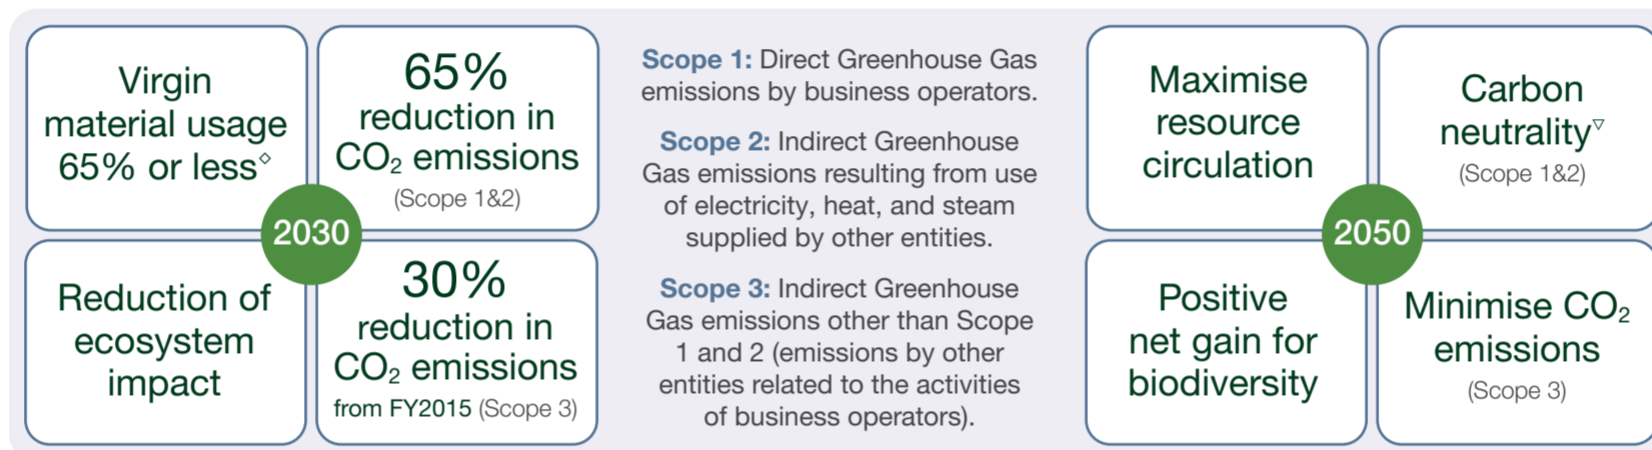 Virgin
material usage
65% or less◇
65%
reduction in
CO₂ emissions
(Scope 1&2)
2030
Reduction of
ecosystem
impact
30%
reduction in
CO₂ emissions
from FY2015 (Scope 3)
Scope 1: Direct Greenhouse Gas
emissions by business operators.
Scope 2: Indirect Greenhouse
Gas emissions resulting from use
of electricity, heat, and steam
supplied by other entities.
Scope 3: Indirect Greenhouse
Gas emissions other than Scope
1 and 2 (emissions by other
entities related to the activities
of business operators).
Maximise
resource
circulation
Carbon
neutrality▽
(Scope 1&2)
2050
Positive
net gain for
biodiversity
Minimise CO₂
emissions
(Scope 3)